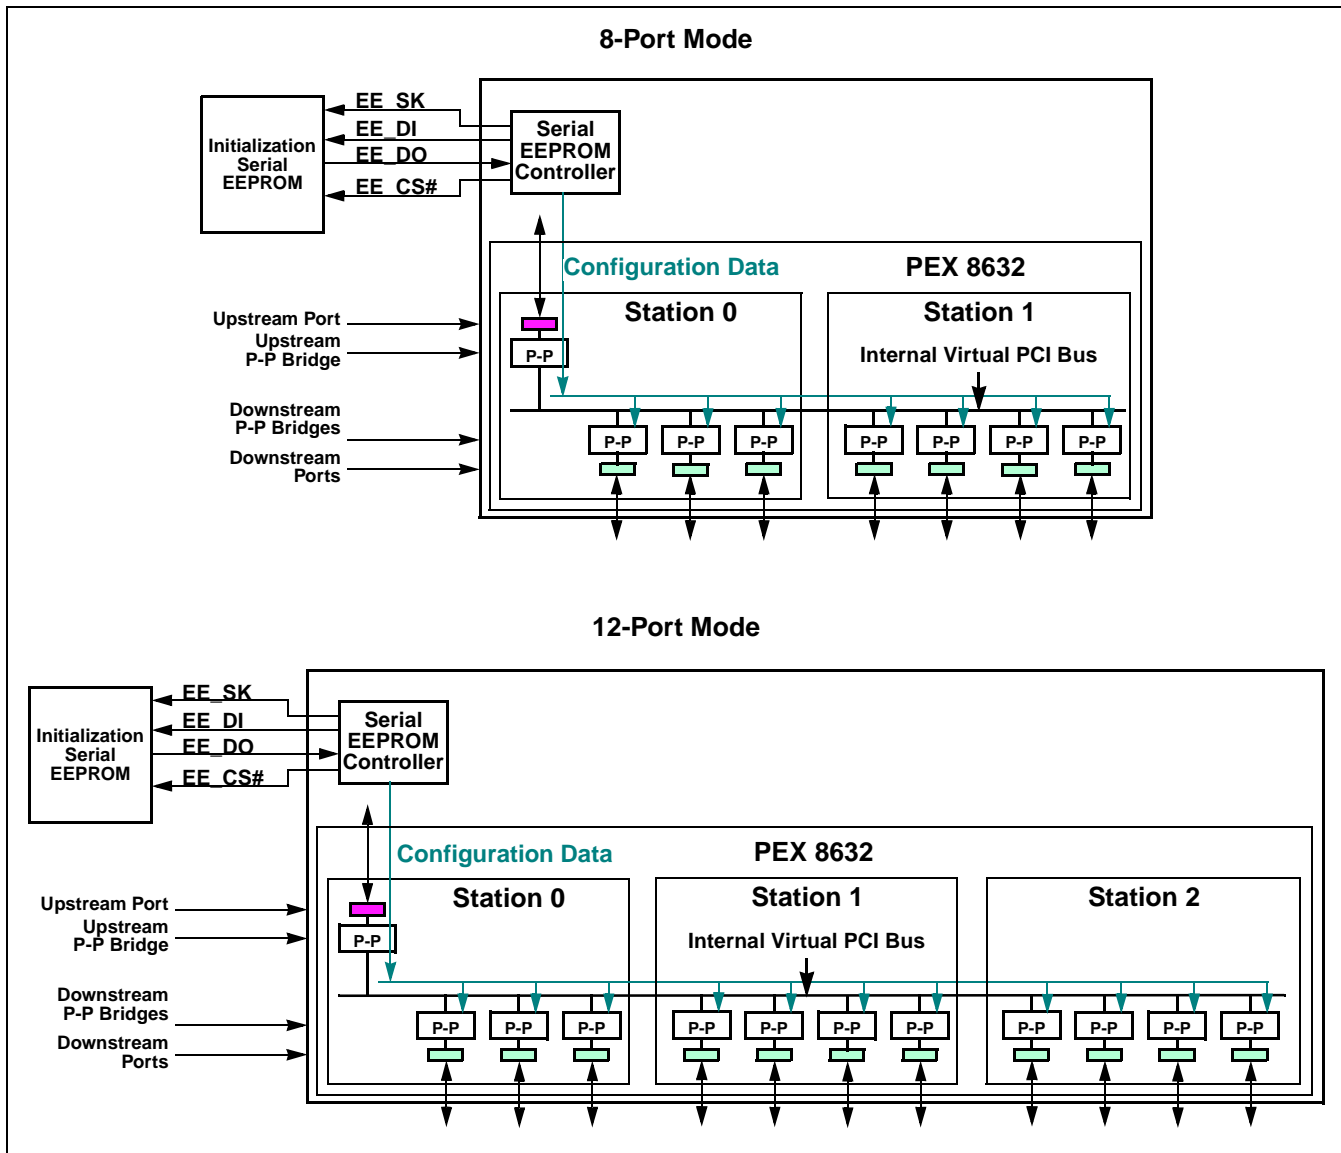 8-Port Mode
EE_SK
EE_DI
EE_DO
EE_CS#
Initialization
Serial
EEPROM
Serial
EEPROM
Controller
Configuration Data
PEX 8632
Station 0
Station 1
Upstream Port
Upstream
P-P Bridge
P-P
Internal Virtual PCI Bus
Downstream
P-P Bridges
Downstream
Ports
P-P P-P P-P P-P P-P P-P P-P
12-Port Mode
EE_SK
EE_DI
EE_DO
EE_CS#
Initialization
Serial
EEPROM
Serial
EEPROM
Controller
Configuration Data
PEX 8632
Station 0
Station 1
Station 2
Upstream Port
Upstream
P-P Bridge
P-P
Internal Virtual PCI Bus
Downstream
P-P Bridges
Downstream
Ports
P-P P-P P-P P-P P-P P-P P-P P-P P-P P-P P-P